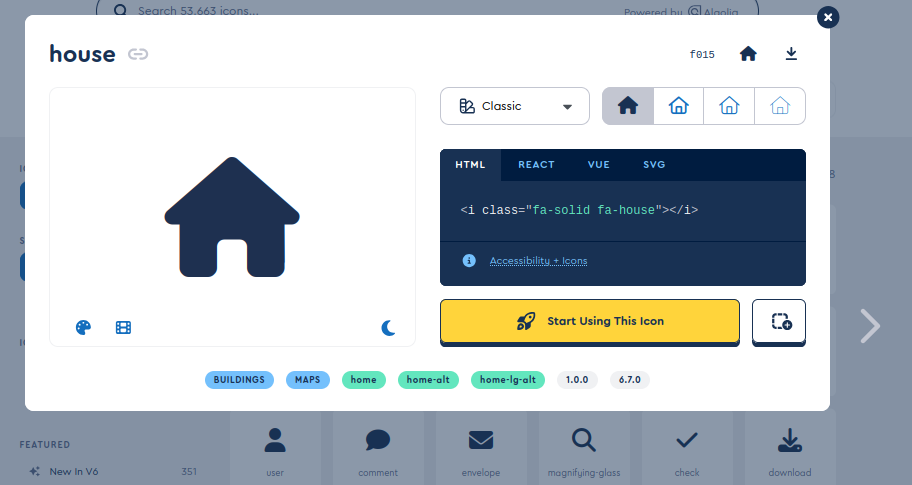 Search 53,663 icons...
Powered by Algolia
house
f015
Classic
HTML REACT VUE SVG
<i class="fa-solid fa-house"></i>
Accessibility + Icons
Start Using This Icon
BUILDINGS MAPS home home-alt home-lg-alt 1.0.0 6.7.0
FEATURED
New In V6 351
user comment envelope magnifying-glass check download